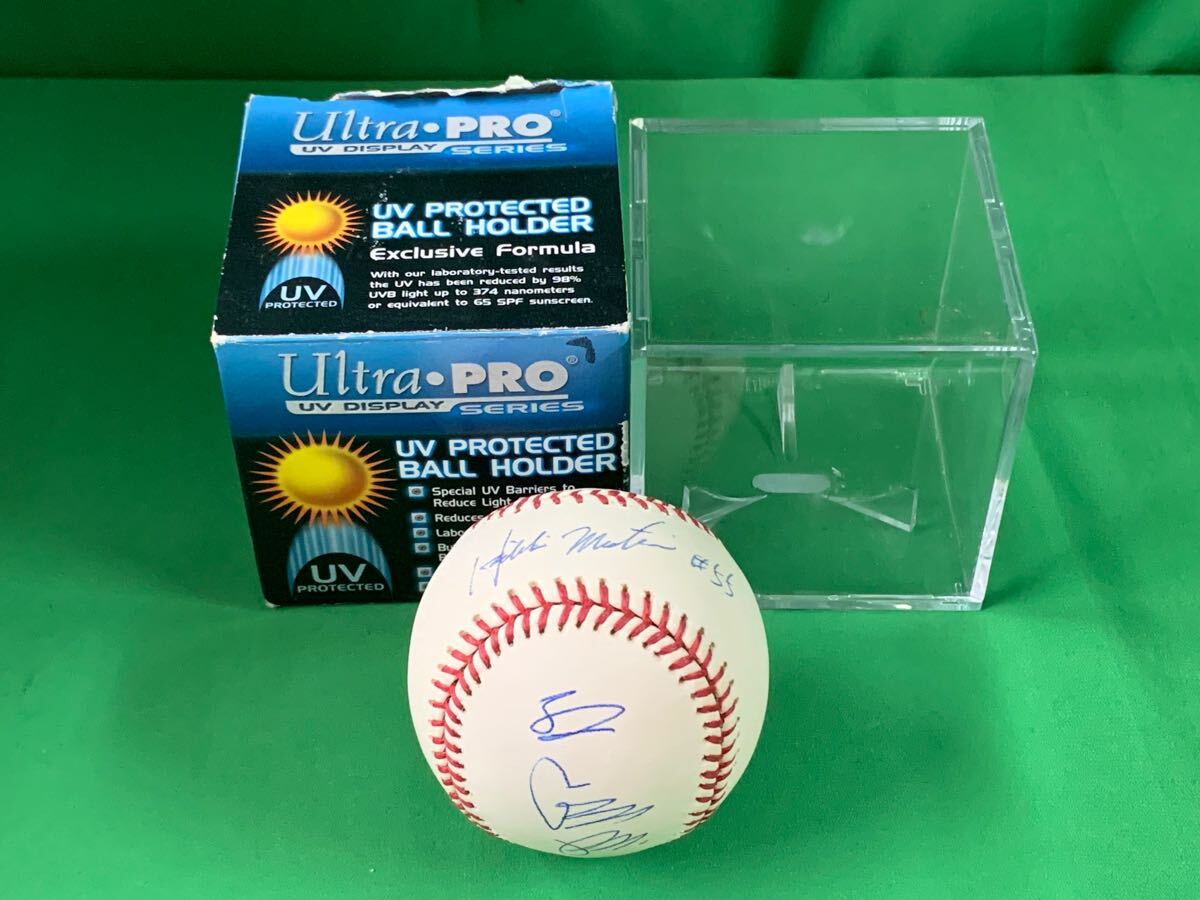 Ultra•PRO®
UV DISPLAY SERIES
UV PROTECTED
BALL HOLDER
Exclusive Formula
With our laboratory-tested results
the UV has been reduced by 98%
UVB light up to 374 nanometers
or equivalent to 65 SPF sunscreen.
UV
PROTECTED
Ultra•PRO®
UV DISPLAY SERIES
UV PROTECTED
BALL HOLDER
Special UV Barriers to
Reduce Light
Reduces
UV
PROTECTED
#55